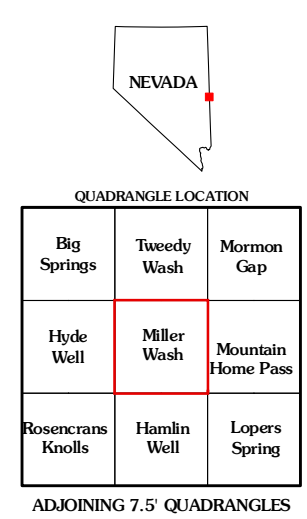 NEVADA
QUADRANGLE LOCATION
Big
Springs
Tweedy
Wash
Mormon
Gap
Hyde
Well
Miller
Wash
Mountain
Home Pass
Rosencrans
Knolls
Hamlin
Well
Lopers
Spring
ADJOINING 7.5' QUADRANGLES